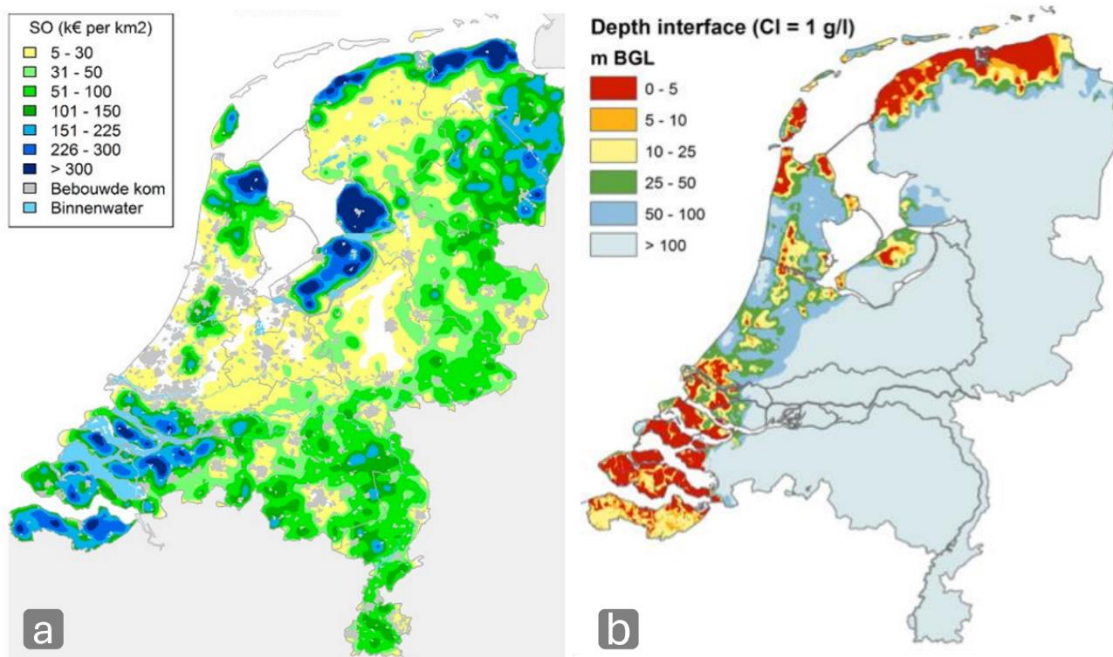 SO (k€ per km2)
5 - 30
31 - 50
51 - 100
101 - 150
151 - 225
226 - 300
> 300
Bebouwde kom
Binnenwater
a
Depth interface (Cl = 1 g/l)
m BGL
0 - 5
5 - 10
10 - 25
25 - 50
50 - 100
> 100
b